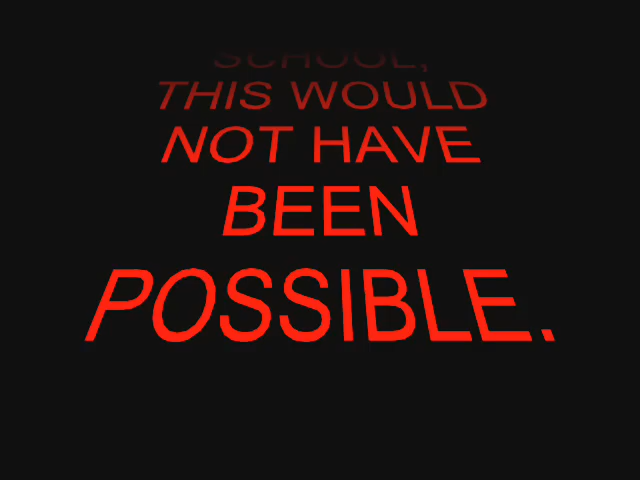 SCHOOL,
THIS WOULD
NOT HAVE
BEEN
POSSIBLE.